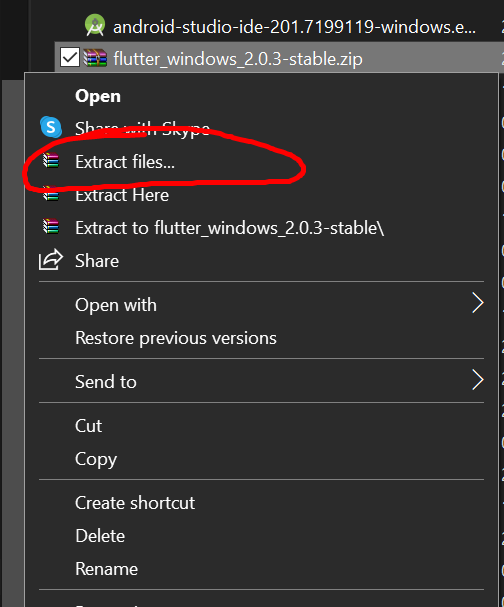 android-studio-ide-201.7199119-windows.e...
flutter_windows_2.0.3-stable.zip
Open
Share with Skype
Extract files...
Extract Here
Extract to flutter_windows_2.0.3-stable\
Share
Open with
Restore previous versions
Send to
Cut
Copy
Create shortcut
Delete
Rename